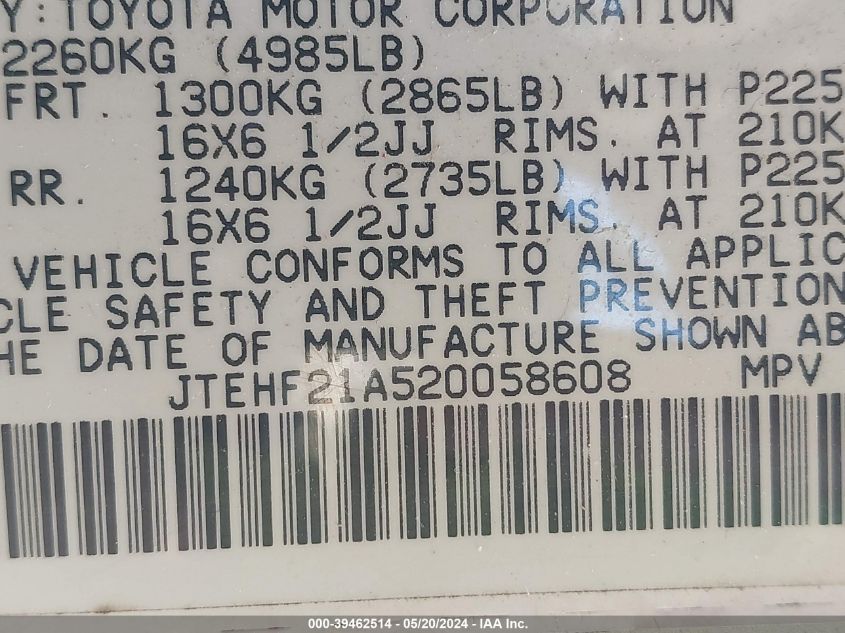 Y:TOYOTA MOTOR CORPORATION
2260KG (4985LB)
FRT. 1300KG (2865LB) WITH P225
16X6 1/2JJ RIMS. AT 210K
RR. 1240KG (2735LB) WITH P225
16X6 1/2JJ RIMS. AT 210K
VEHICLE CONFORMS TO ALL APPLIC
CLE SAFETY AND THEFT PREVENTION
HE DATE OF MANUFACTURE SHOWN AB
JTEHF21A520058608 MPV
000-39462514 - 05/20/2024 - IAA Inc.